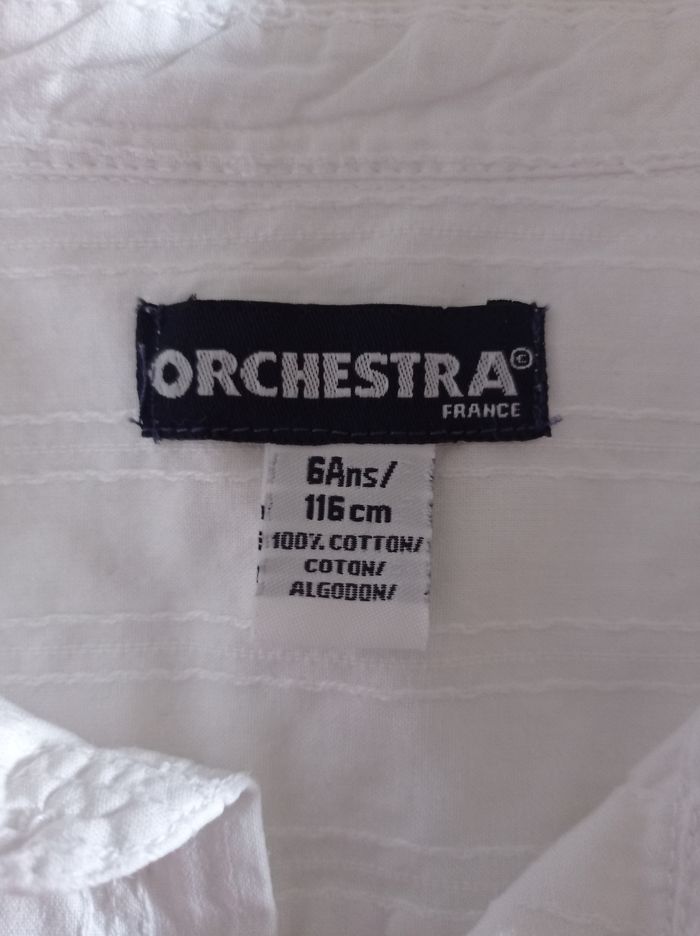 ORCHESTRA©
FRANCE
6Ans/
116 cm
100% COTTON/
COTON/
ALGODON/